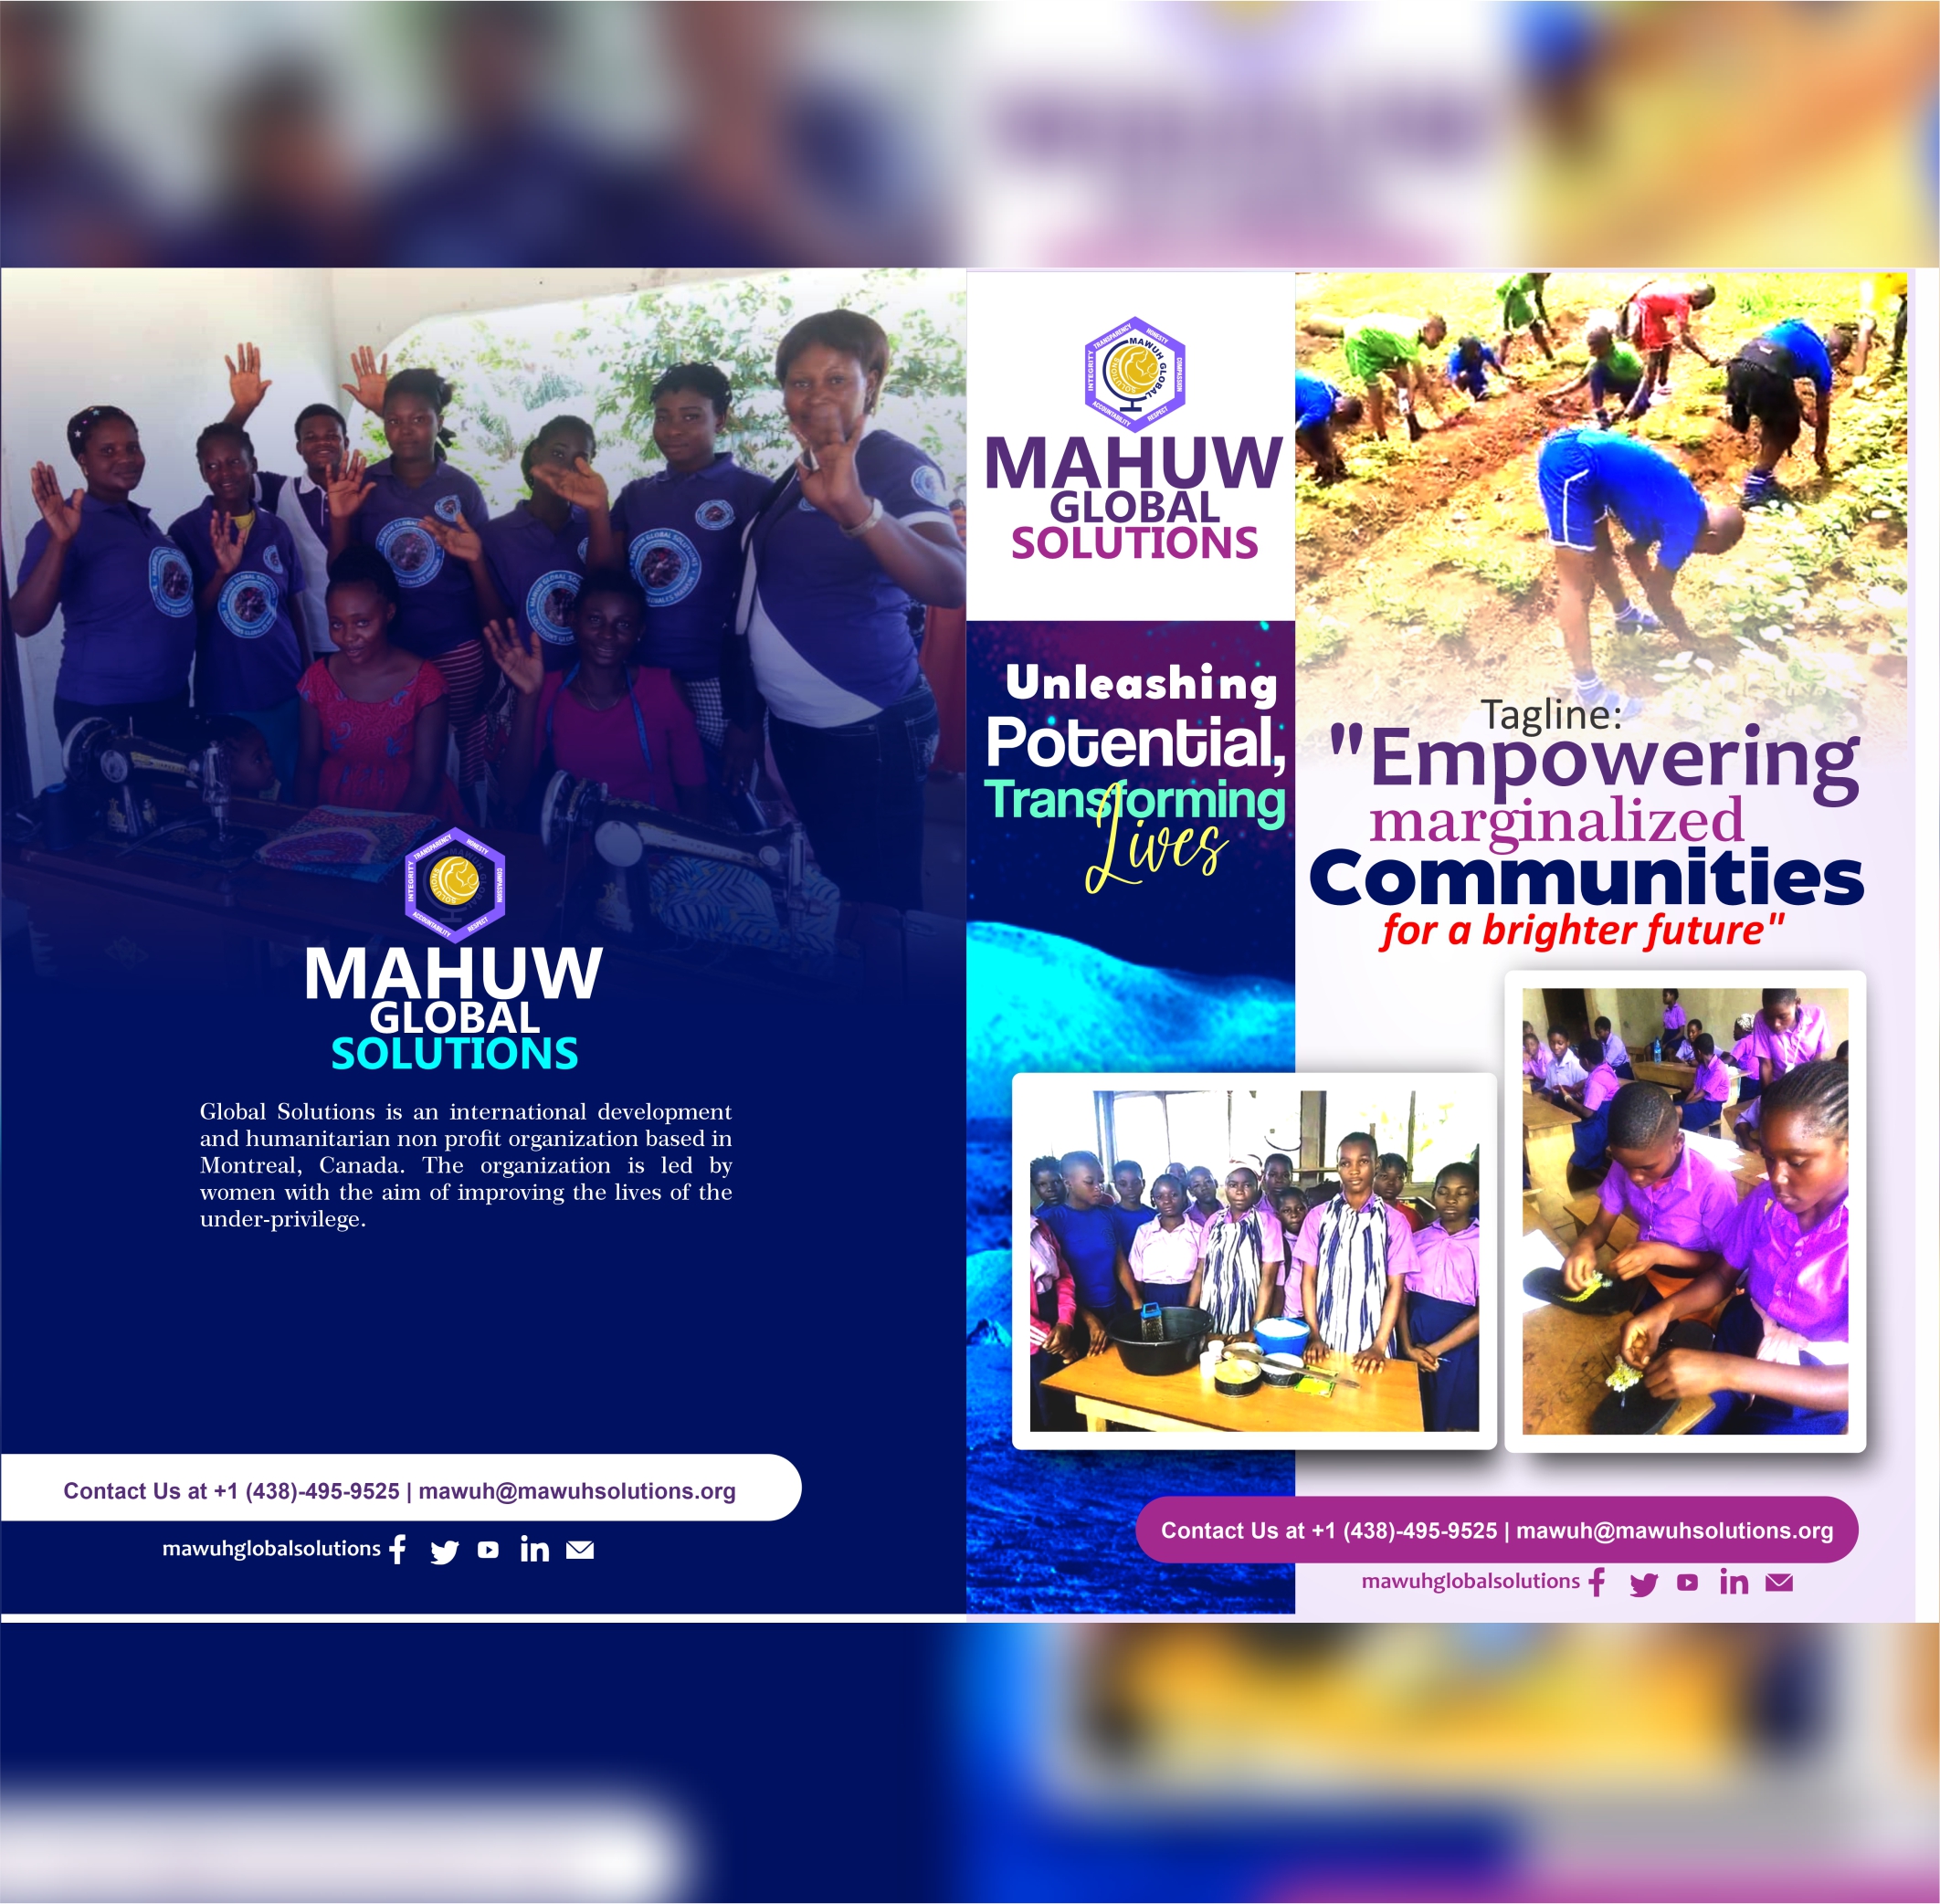 TRANSPARENCY
HONESTY
INTEGRITY
COMPASSION
ACCOUNTABILITY
RESPECT
MAHUW
GLOBAL
SOLUTIONS
Global Solutions is an international development
and humanitarian non profit organization based in
Montreal, Canada. The organization is led by
women with the aim of improving the lives of the
under-privilege.
Contact Us at +1 (438)-495-9525 | mawuh@mawuhsolutions.org
mawuhglobalsolutions
TRANSPARENCY
HONESTY
INTEGRITY
COMPASSION
ACCOUNTABILITY
RESPECT
MAWUH GLOBAL
SOLUTIONS
MAHUW
GLOBAL
SOLUTIONS
Unleashing
Potential,
Transforming
Lives
Tagline:
"Empowering
marginalized
Communities
for a brighter future"
Contact Us at +1 (438)-495-9525 | mawuh@mawuhsolutions.org
mawuhglobalsolutions